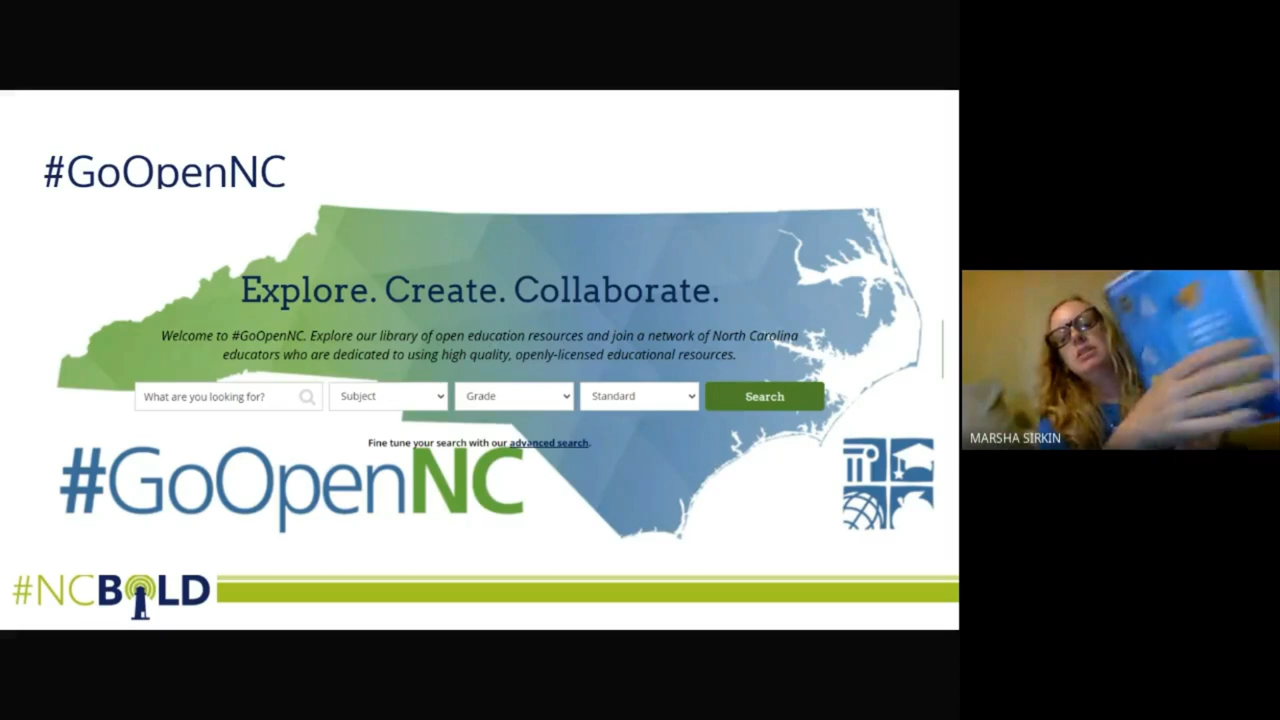 #GoOpenNC
Explore. Create. Collaborate.
Welcome to #GoOpenNC. Explore our library of open education resources and join a network of North Carolina
educators who are dedicated to using high quality, openly-licensed educational resources.
What are you looking for?
Subject
Grade
Standard
Search
Fine tune your search with our advanced search.
#GoOpenNC
#NCBOLD
MARSHA SIRKIN